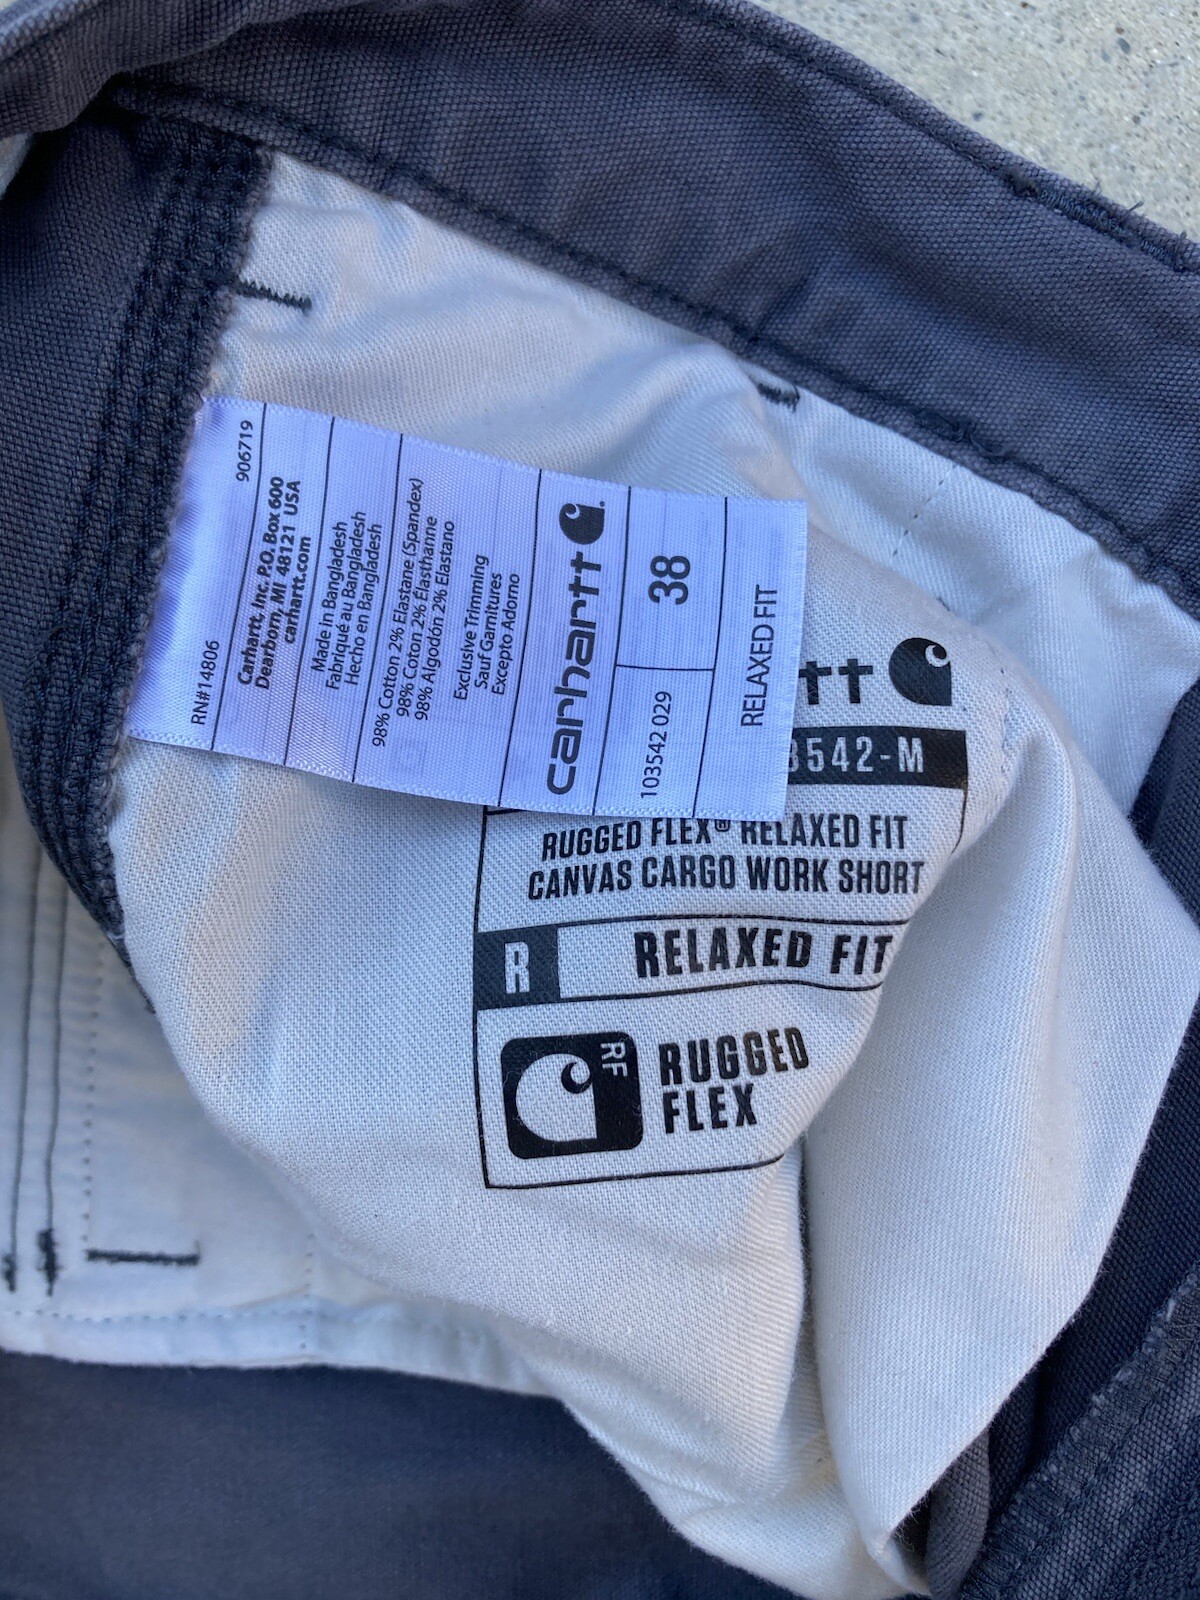 RN#14806
906719
Carhartt, Inc. P.O. Box 600
Dearborn, MI 48121 USA
carhartt.com
Made in Bangladesh
Fabriqué au Bangladesh
Hecho en Bangladesh
98% Cotton 2% Elastane (Spandex)
98% Coton 2% Élasthanne
98% Algodón 2% Elastano
Exclusive Trimming
Sauf Garnitures
Excepto Adorno
carhartt
103542 029
38
RELAXED FIT
tt
3542-M
RUGGED FLEX® RELAXED FIT
CANVAS CARGO WORK SHORT
R RELAXED FIT
RF
RUGGED
FLEX